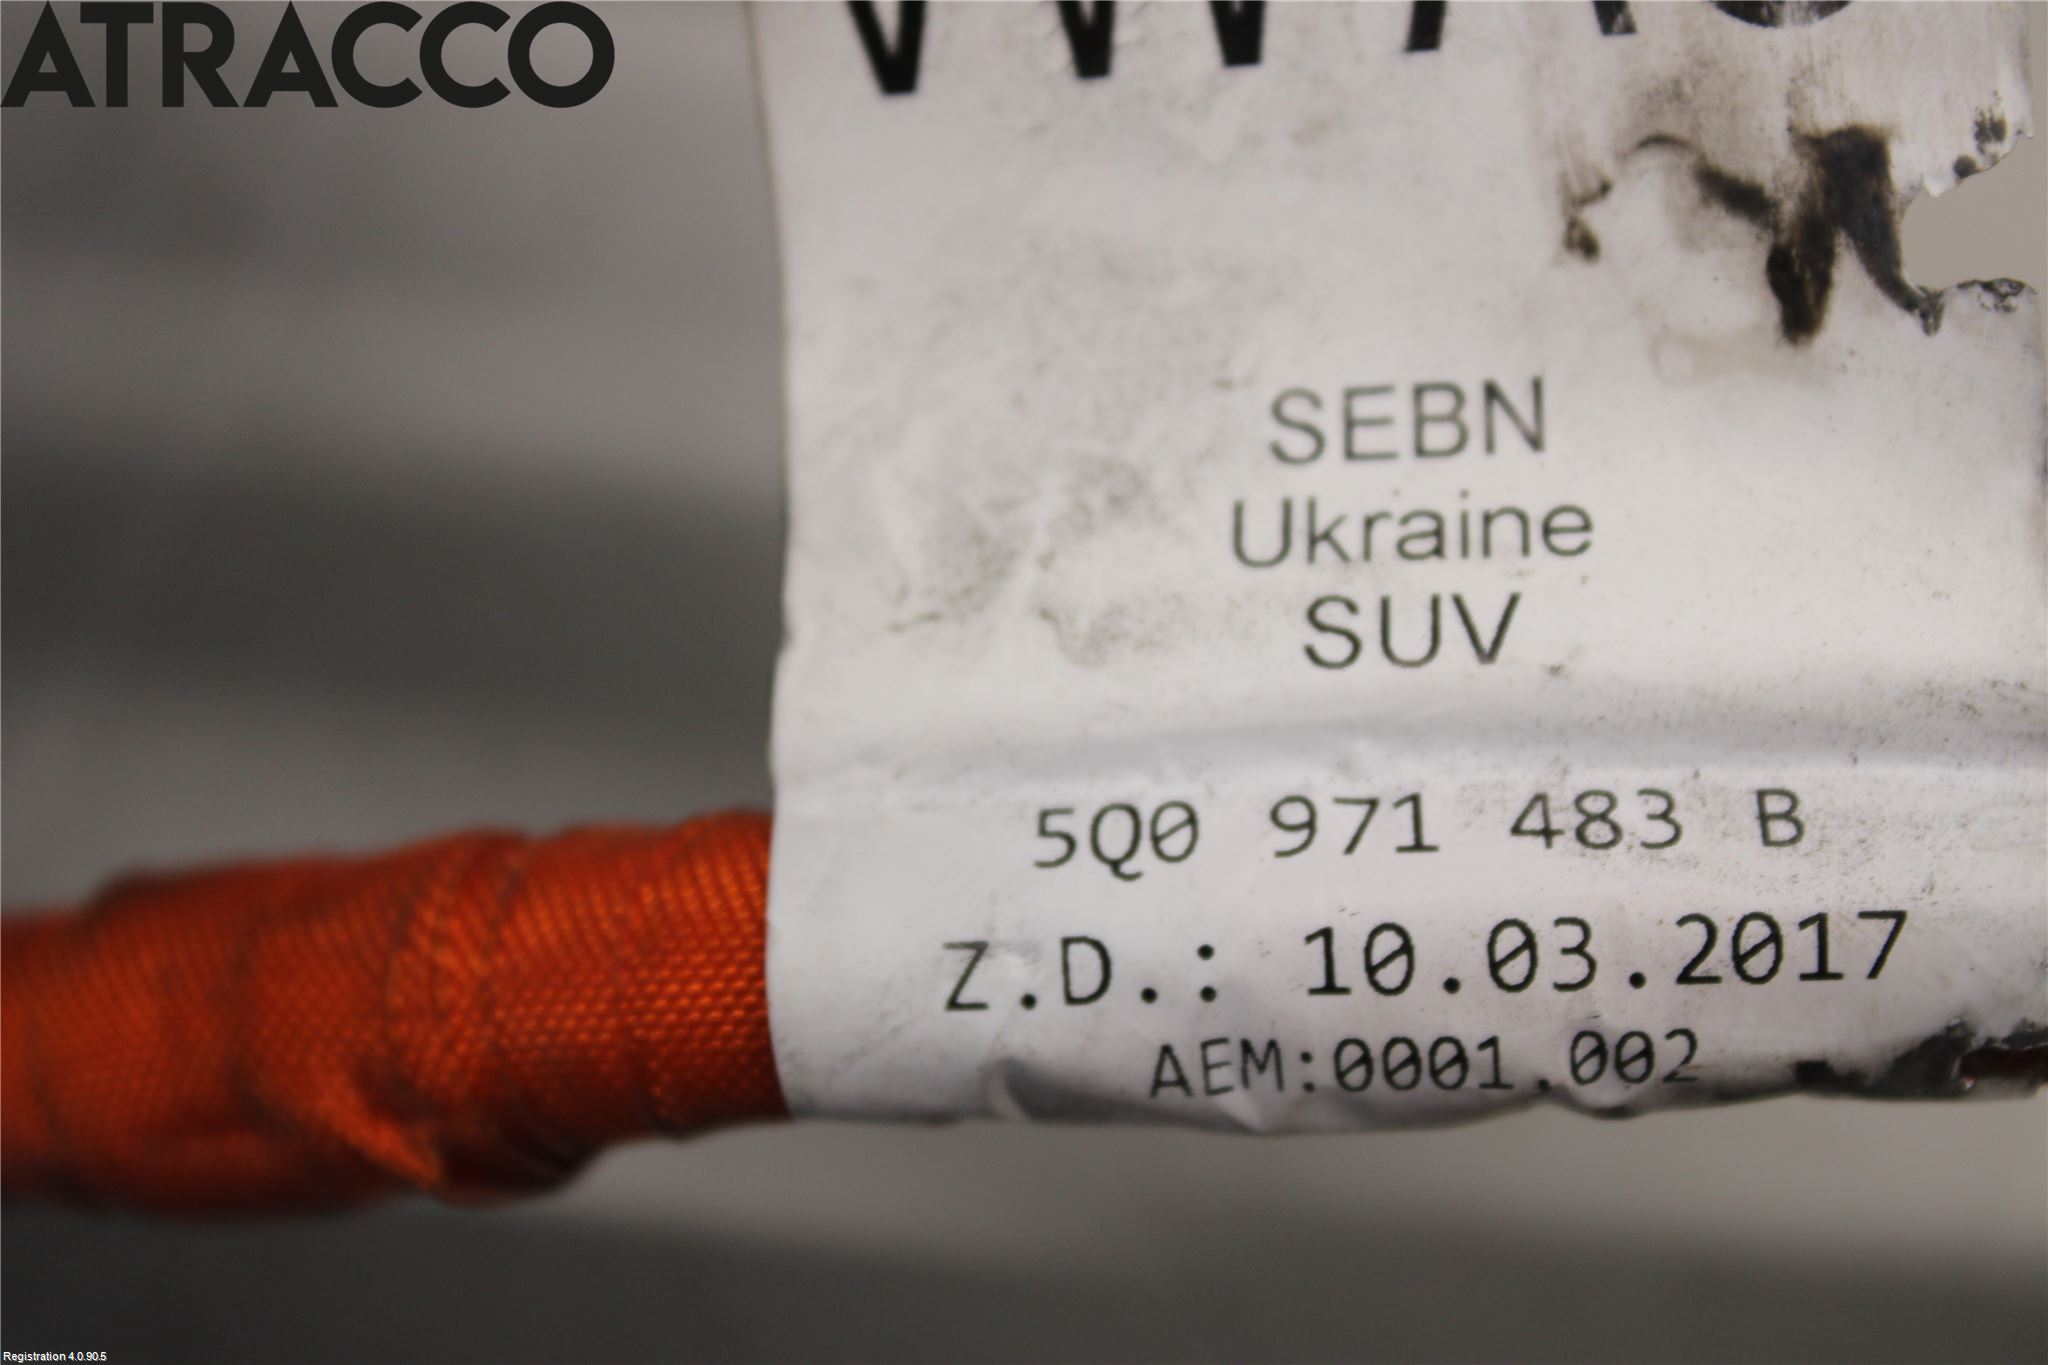 ATRACCO
SEBN
Ukraine
SUV
5Q0 971 483 B
Z.D.: 10.03.2017
AEM:0001.002
Registration 4.0.90.5